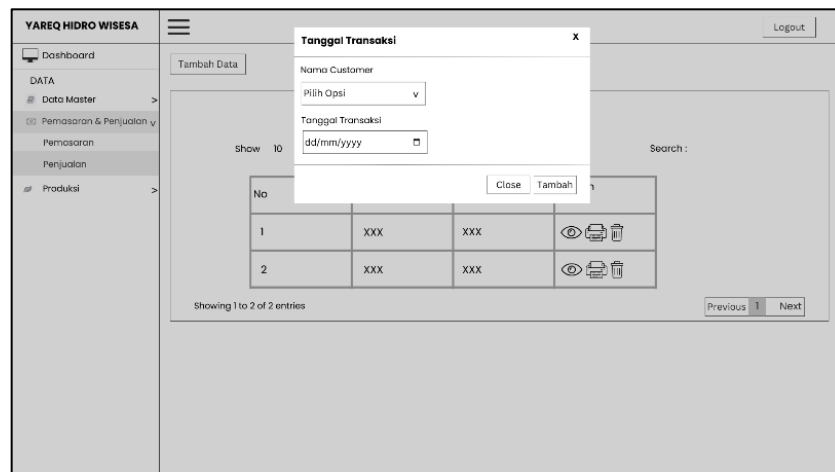 YAREQ HIDRO WISESA
Logout
Dashboard
DATA
Data Master >
Pemasaran & Penjualan v
Pemasaran
Penjualan
Produksi >
Tambah Data
Tanggal Transaksi x
Nama Customer
Pilih Opsi v
Tanggal Transaksi
dd/mm/yyyy
Close Tambah
Show 10
Search :
No
1 XXX XXX
2 XXX XXX
Showing 1 to 2 of 2 entries
Previous 1 Next